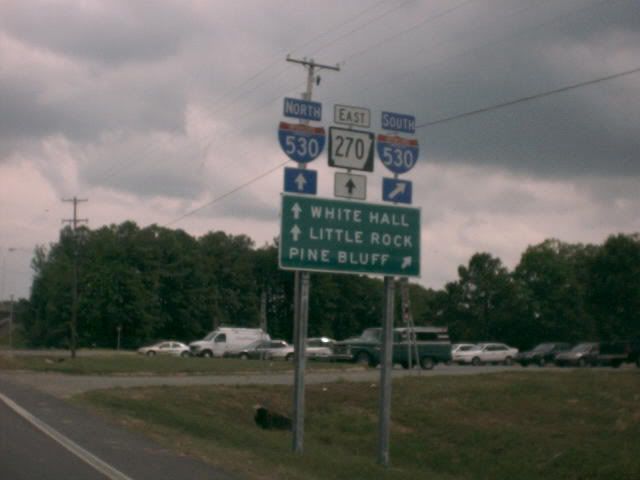 NORTH EAST SOUTH
530 270 530
WHITE HALL
LITTLE ROCK
PINE BLUFF